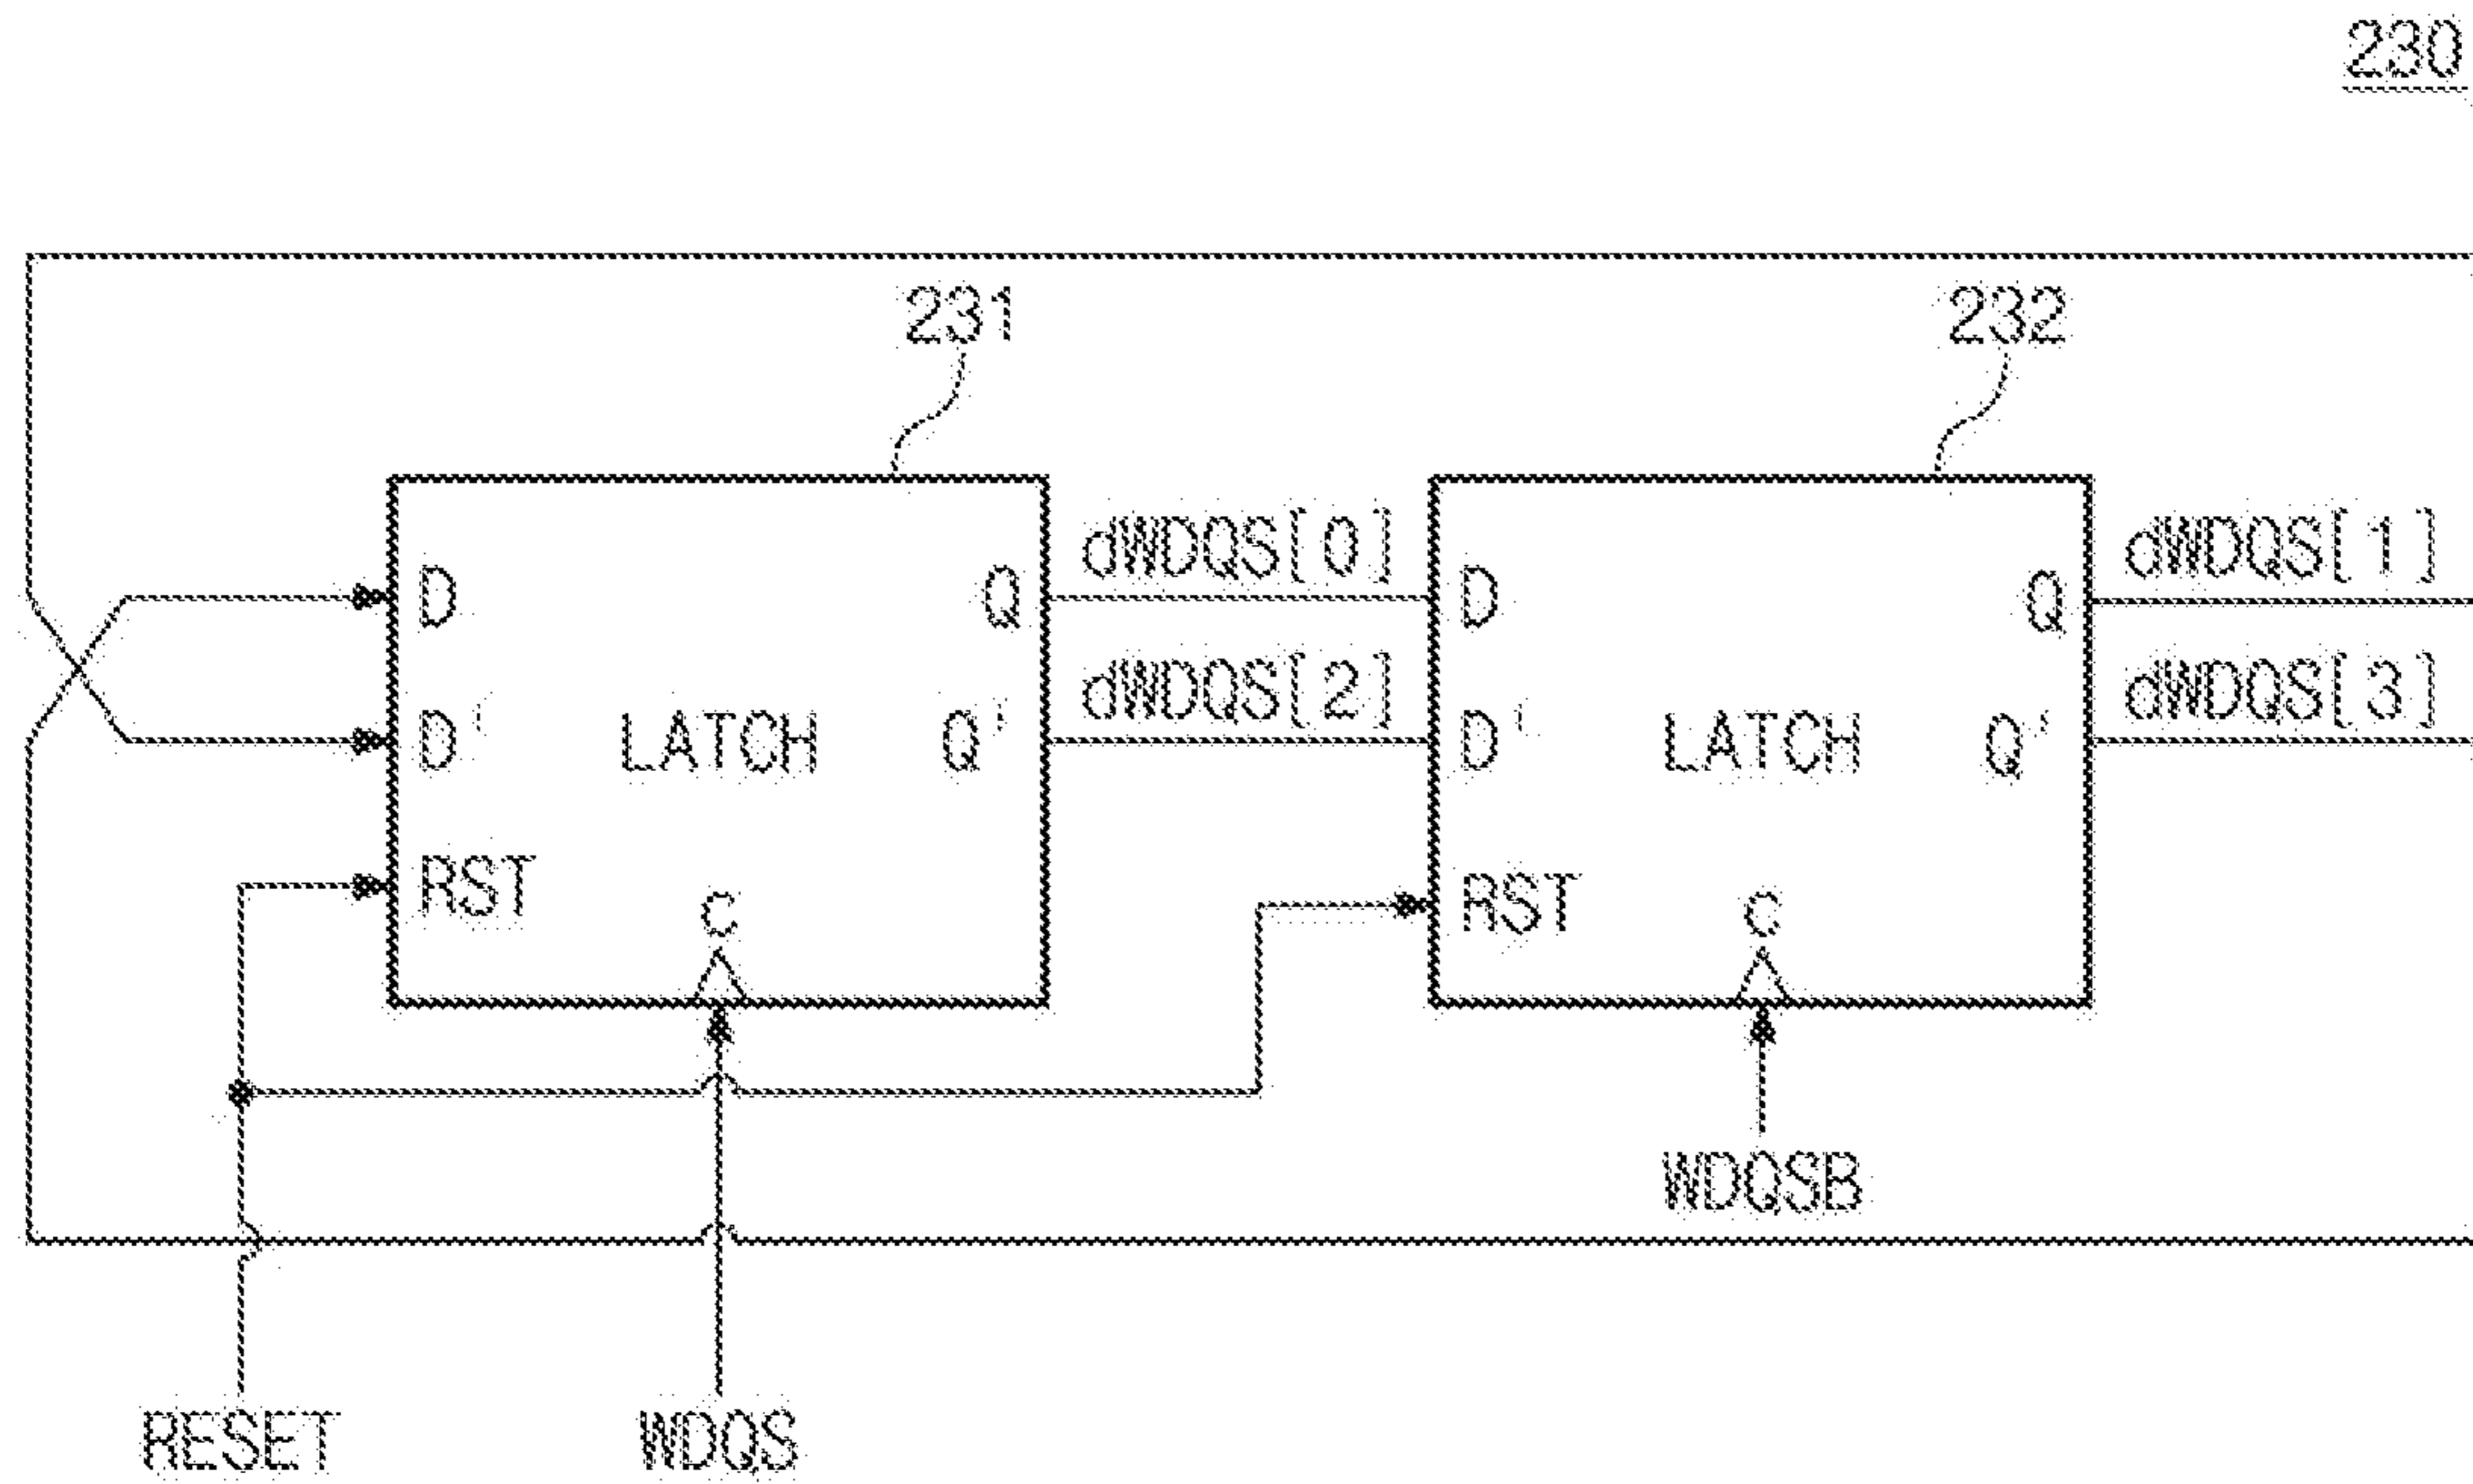 230
231
232
D
Q
dWDQS[0]
D
Q
dWDQS[1]
D'
LATCH
Q'
dWDQS[2]
D'
LATCH
Q'
dWDQS[3]
RST
C
RST
C
WDQSB
RESET
WDQS